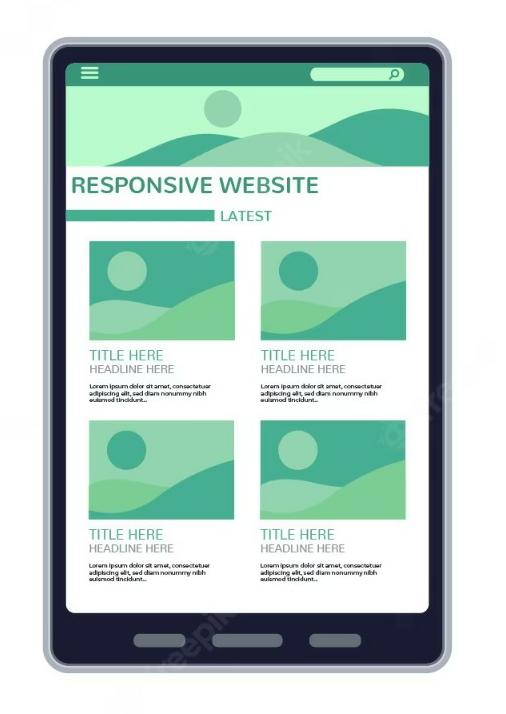 RESPONSIVE WEBSITE
LATEST
TITLE HERE
HEADLINE HERE
Lorem ipsum dolor sit amet, consectetuer
adipiscing elit, sed diam nonummy nibh
euismod tincidunt...
TITLE HERE
HEADLINE HERE
Lorem ipsum dolor sit amet, consectetuer
adipiscing elit, sed diam nonummy nibh
euismod tincidunt...
TITLE HERE
HEADLINE HERE
Lorem ipsum dolor sit amet, consectetuer
adipiscing elit, sed diam nonummy nibh
euismod tincidunt...
TITLE HERE
HEADLINE HERE
Lorem ipsum dolor sit amet, consectetuer
adipiscing elit, sed diam nonummy nibh
euismod tincidunt...